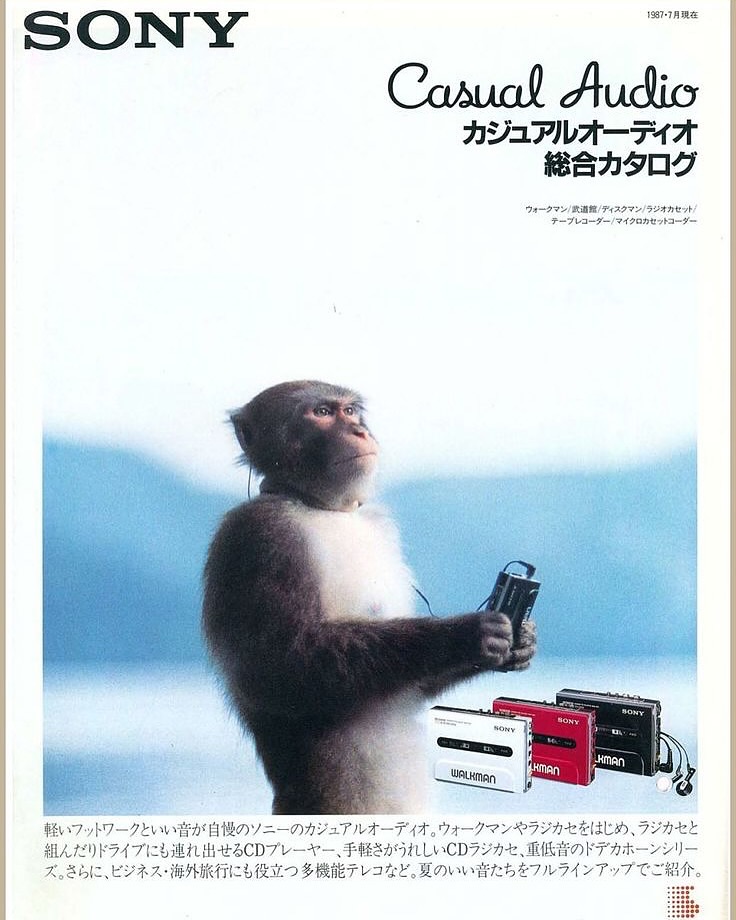 SONY
1987・7月現在
Casual Audio
カジュアルオーディオ
総合カタログ
ウォークマン/武道館/ディスクマン/ラジオカセット/
テープレコーダー/マイクロカセットコーダー
SONY
WALKMAN
SONY
LKMAN
SONY
LKMAN
軽いフットワークといい音が自慢のソニーのカジュアルオーディオ。ウォークマンやラジカセをはじめ、ラジカセと
組んだりドライブにも連れ出せるCDプレーヤー、手軽さがうれしいCDラジカセ、重低音のドデカホーンシリー
ズ。さらに、ビジネス・海外旅行にも役立つ多機能テレコなど。夏のいい音たちをフルラインアップでご紹介。